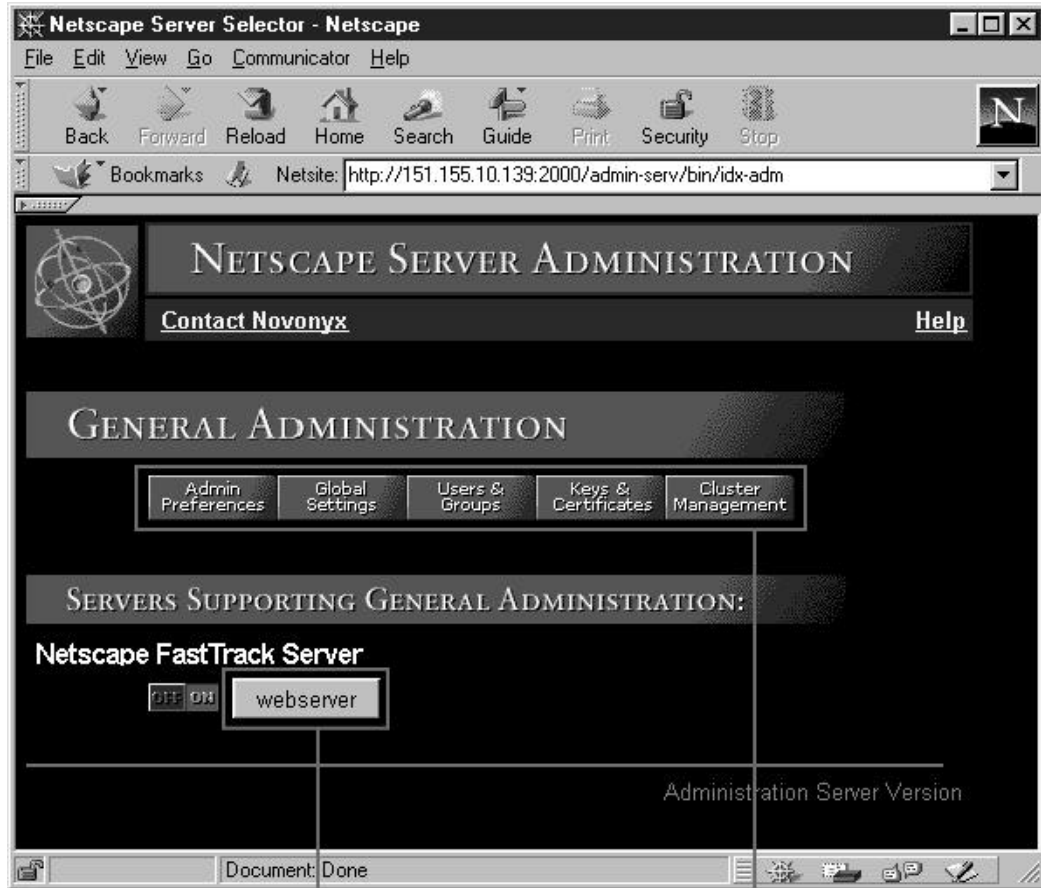 Netscape Server Selector - Netscape
File Edit View Go Communicator Help
Back Forward Reload Home Search Guide Print Security Stop
N
Bookmarks Netsite: http://151.155.10.139:2000/admin-serv/bin/idx-adm
NETSCAPE SERVER ADMINISTRATION
Contact Novonyx Help
GENERAL ADMINISTRATION
Admin Preferences Global Settings Users & Groups Keys & Certificates Cluster Management
SERVERS SUPPORTING GENERAL ADMINISTRATION:
Netscape FastTrack Server
OFF ON webserver
Administration Server Version
Document: Done